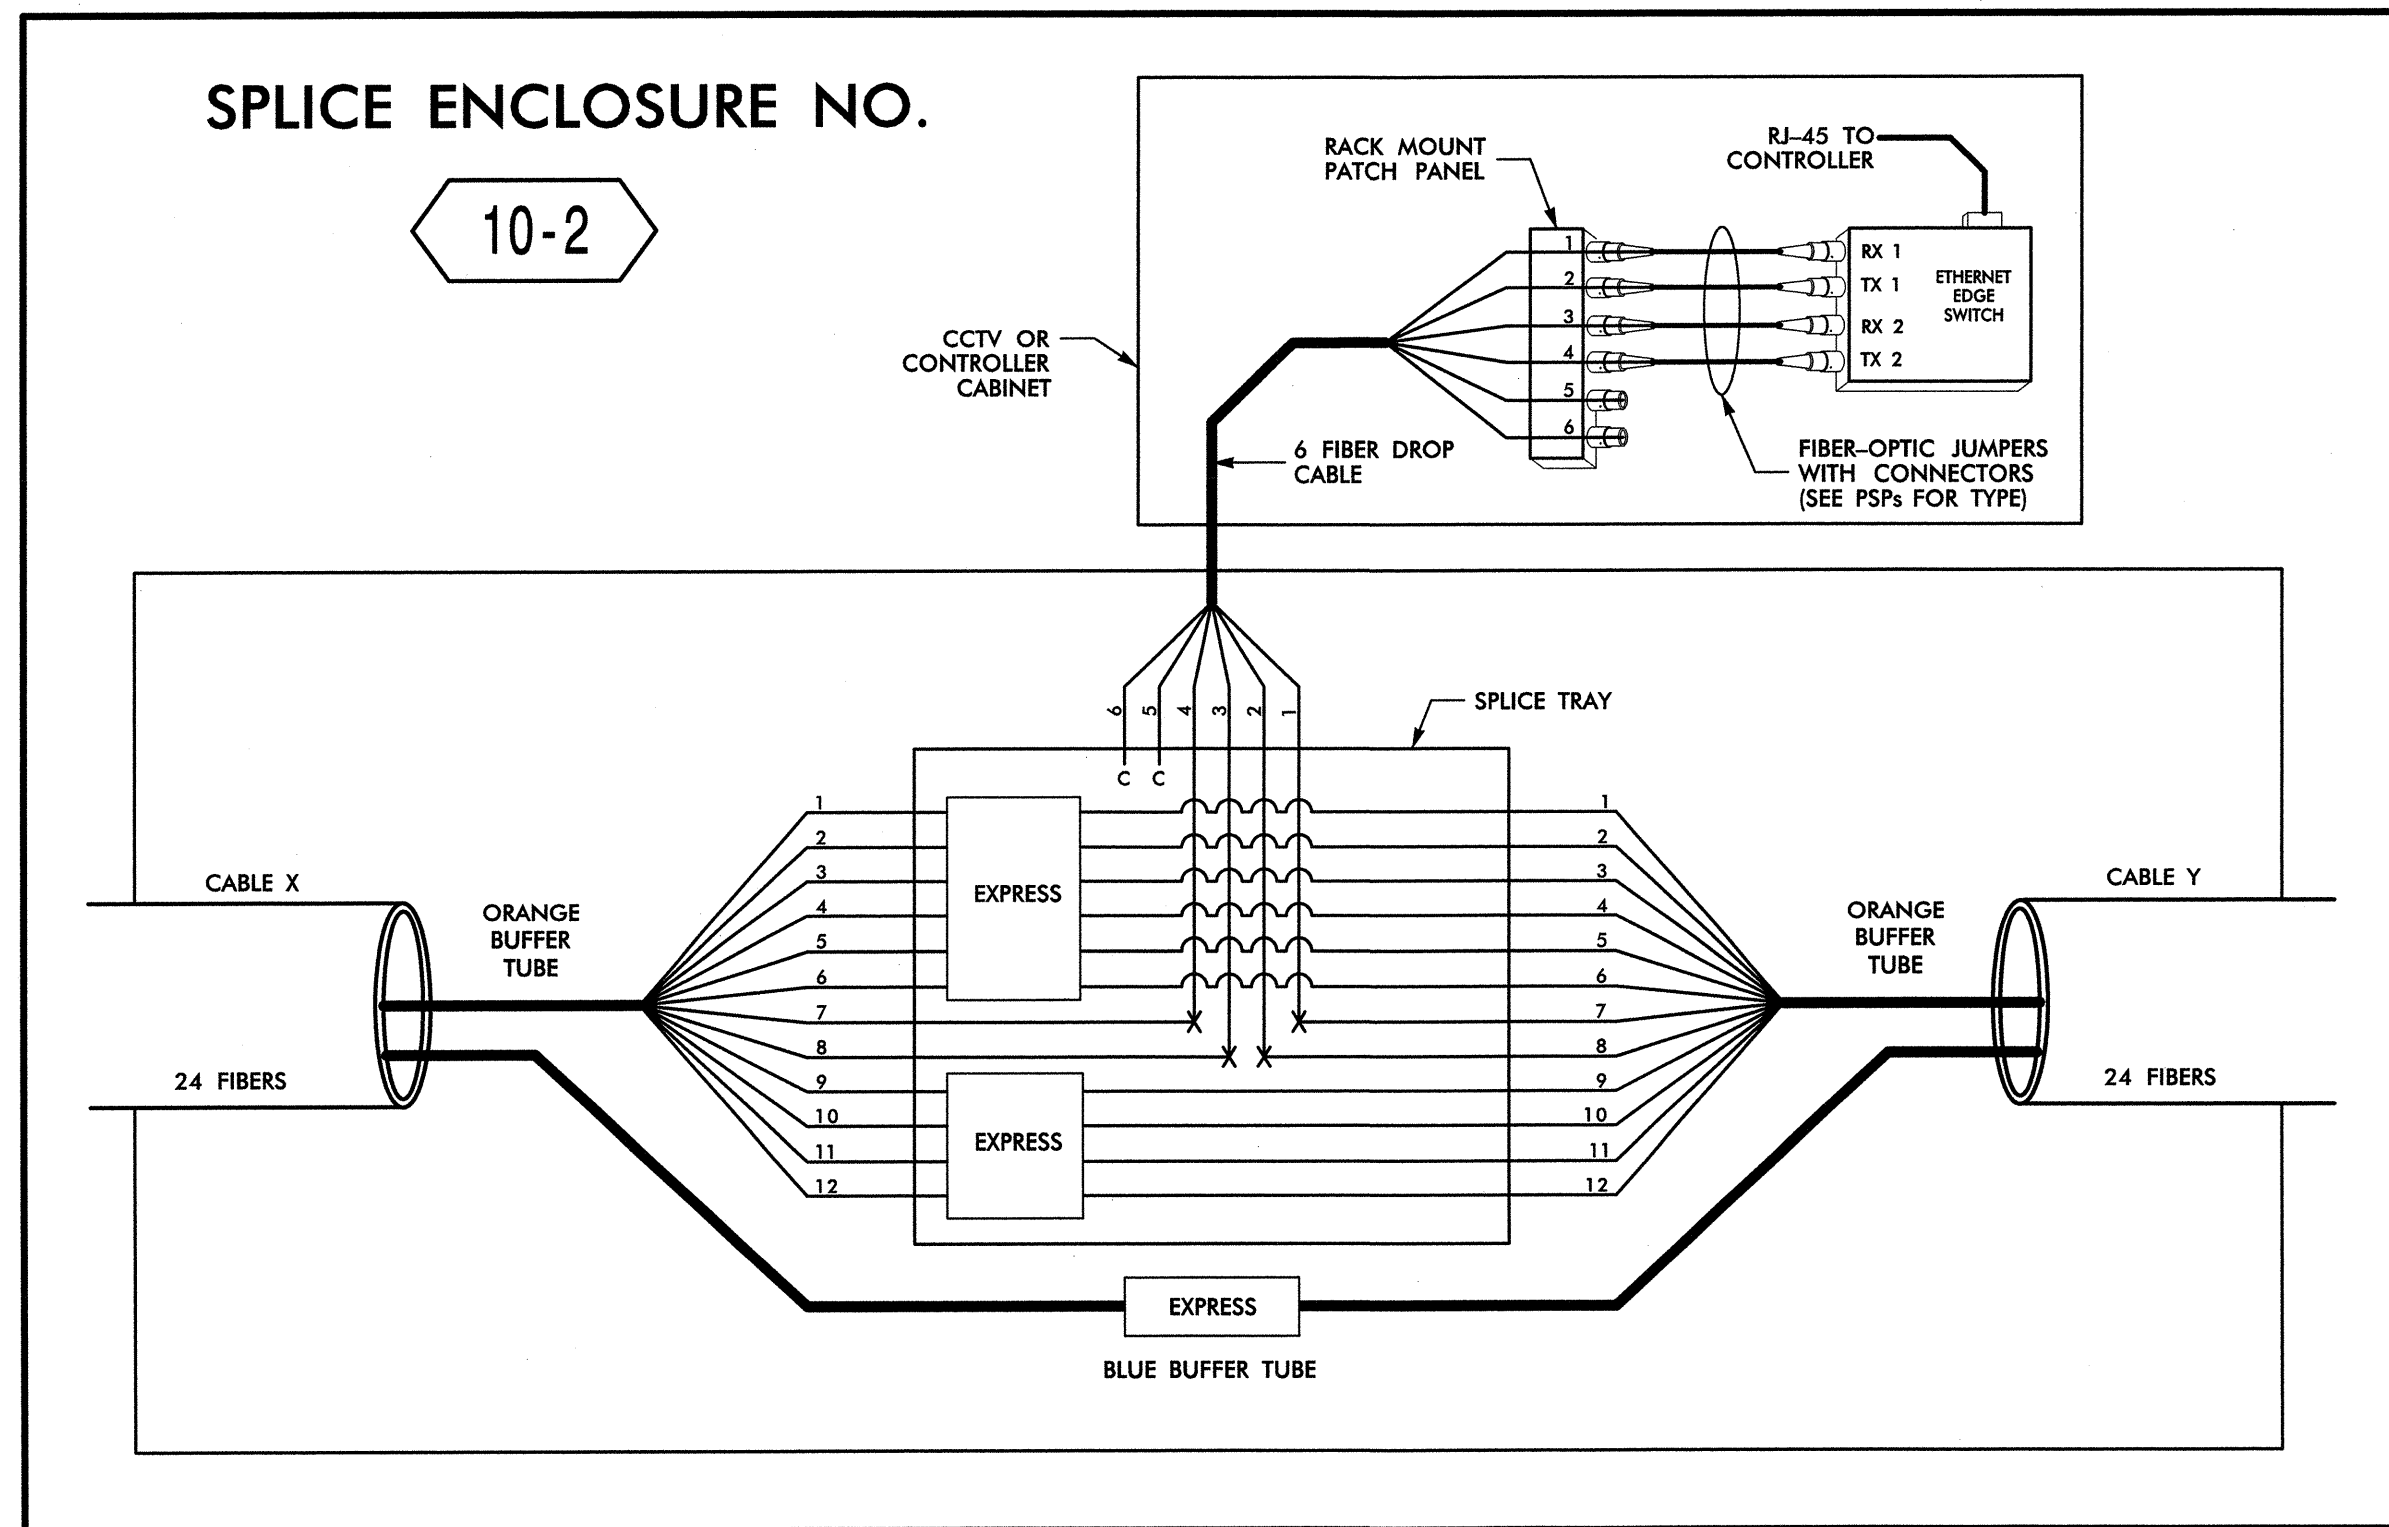 SPLICE ENCLOSURE NO.
10-2
RACK MOUNT
PATCH PANEL
RJ-45 TO
CONTROLLER
1
2
3
4
5
6
RX 1
TX 1
RX 2
TX 2
ETHERNET
EDGE
SWITCH
CCTV OR
CONTROLLER
CABINET
6 FIBER DROP
CABLE
FIBER-OPTIC JUMPERS
WITH CONNECTORS
(SEE PSPs FOR TYPE)
6 5 4 3 2 1
SPLICE TRAY
C C
CABLE X
24 FIBERS
ORANGE
BUFFER
TUBE
1
2
3
4
5
6
7
8
9
10
11
12
EXPRESS
EXPRESS
X X
X X
1
2
3
4
5
6
7
8
9
10
11
12
ORANGE
BUFFER
TUBE
CABLE Y
24 FIBERS
EXPRESS
BLUE BUFFER TUBE